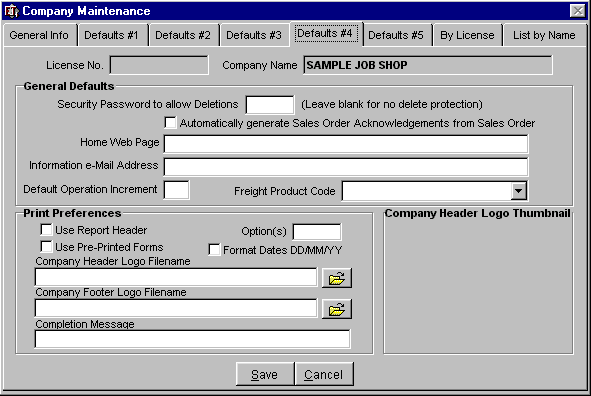 Company Maintenance
General Info Defaults #1 Defaults #2 Defaults #3 Defaults #4 Defaults #5 By License List by Name
License No. Company Name SAMPLE JOB SHOP
General Defaults
Security Password to allow Deletions (Leave blank for no delete protection)
Automatically generate Sales Order Acknowledgements from Sales Order
Home Web Page
Information e-Mail Address
Default Operation Increment Freight Product Code
Print Preferences Company Header Logo Thumbnail
Use Report Header Option(s)
Use Pre-Printed Forms Format Dates DD/MM/YY
Company Header Logo Filename
Company Footer Logo Filename
Completion Message
Save Cancel